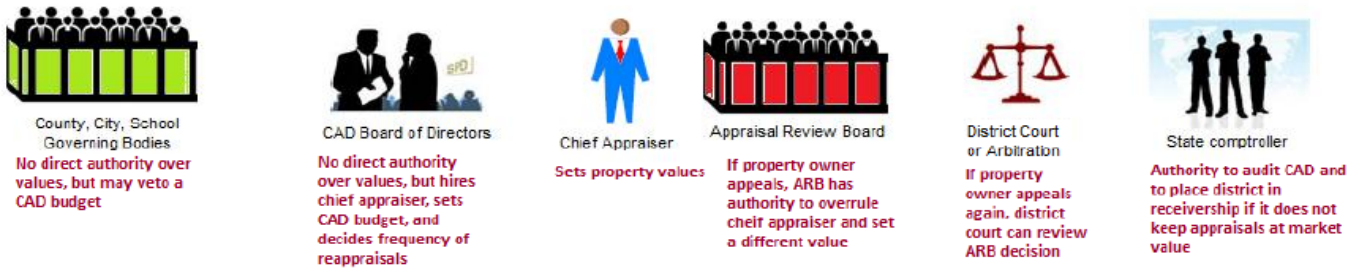 County, City, School
Governing Bodies
No direct authority over
values, but may veto a
CAD budget
SPD
CAD Board of Directors
No direct authority
over values, but hires
chief appraiser, sets
CAD budget, and
decides frequency of
reappraisals
Chief Appraiser
Sets property values
Appraisal Review Board
If property owner
appeals, ARB has
authority to overrule
cheif appraiser and set
a different value
District Court
or Arbitration
If property
owner appeals
again, district
court can review
ARB decision
State comptroller
Authority to audit CAD and
to place district in
receivership if it does not
keep appraisals at market
value